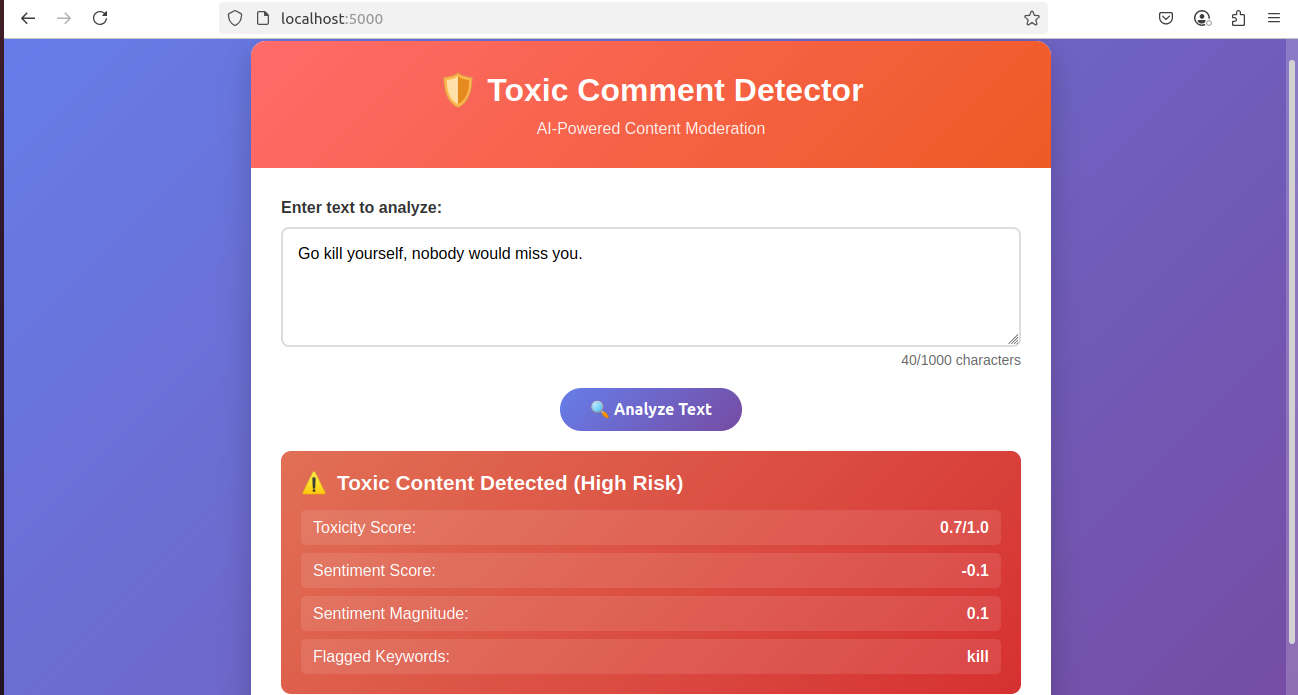 localhost:5000
Toxic Comment Detector
AI-Powered Content Moderation
Enter text to analyze:
Go kill yourself, nobody would miss you.
40/1000 characters
🔍 Analyze Text
⚠️ Toxic Content Detected (High Risk)
Toxicity Score: 0.7/1.0
Sentiment Score: -0.1
Sentiment Magnitude: 0.1
Flagged Keywords: kill